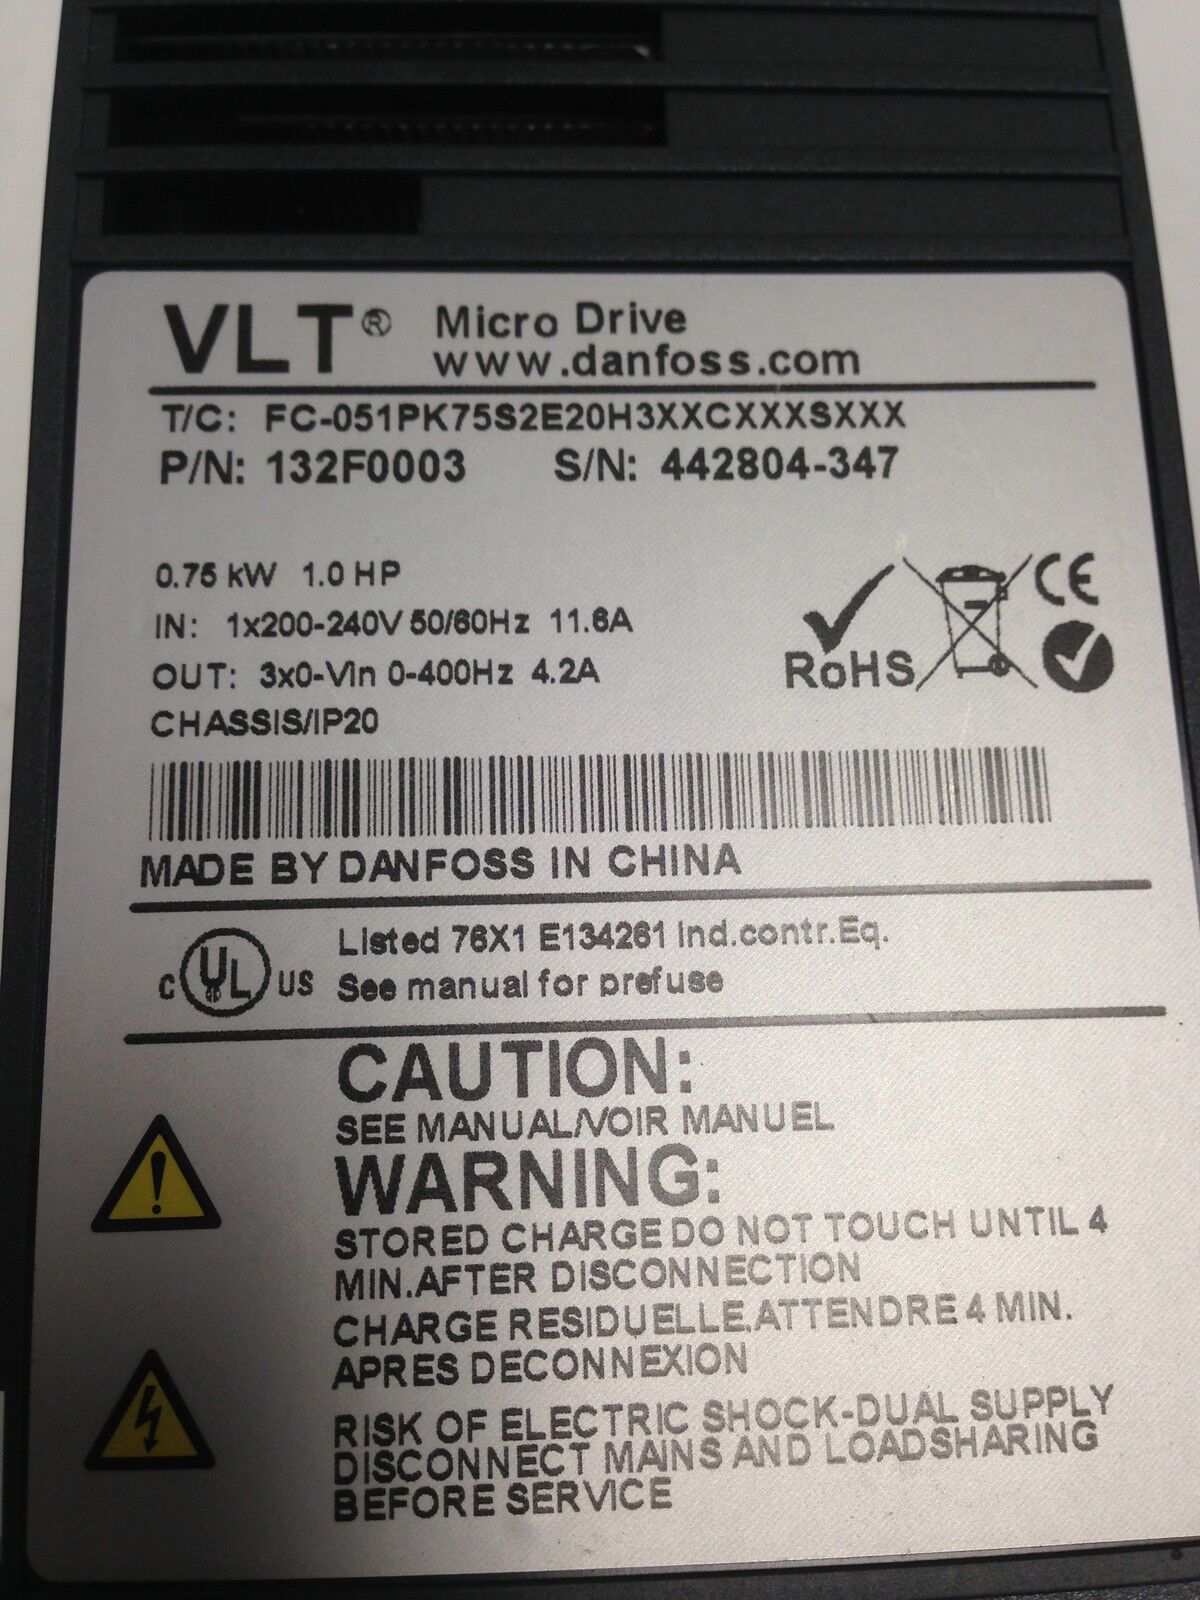 VLT® Micro Drive
www.danfoss.com
T/C: FC-051PK75S2E20H3XXCXXXSXXX
P/N: 132F0003 S/N: 442804-347
0.75 kW 1.0 HP
IN: 1x200-240V 50/60Hz 11.6A
OUT: 3x0-Vin 0-400Hz 4.2A
CHASSIS/IP20
RoHS CE
MADE BY DANFOSS IN CHINA
C UL US Listed 76X1 E134261 Ind.contr.Eq.
See manual for prefuse
CAUTION:
SEE MANUAL/VOIR MANUEL
WARNING:
STORED CHARGE DO NOT TOUCH UNTIL 4
MIN.AFTER DISCONNECTION
CHARGE RESIDUELLE,ATTENDRE 4 MIN.
APRES DECONNEXION
RISK OF ELECTRIC SHOCK-DUAL SUPPLY
DISCONNECT MAINS AND LOADSHARING
BEFORE SERVICE